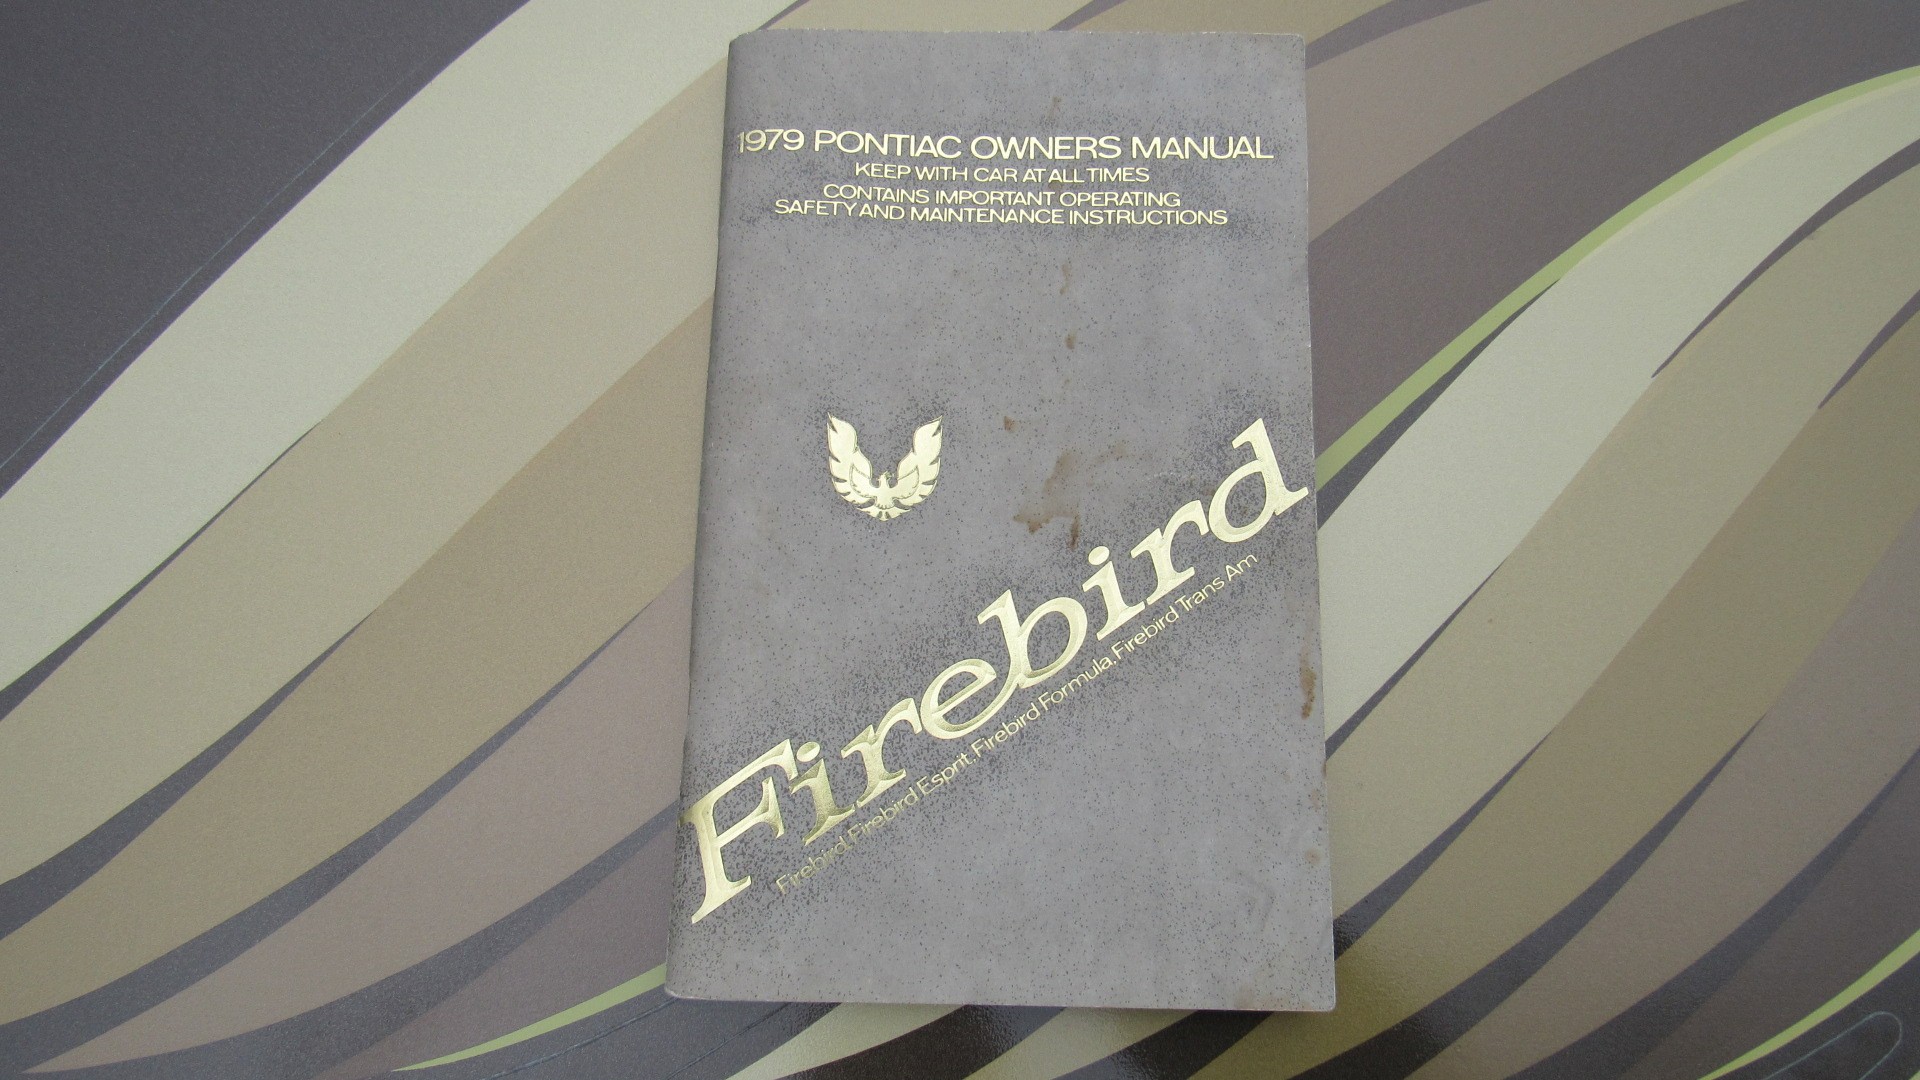 1979 PONTIAC OWNERS MANUAL
KEEP WITH CAR AT ALL TIMES
CONTAINS IMPORTANT OPERATING
SAFETY AND MAINTENANCE INSTRUCTIONS
Firebird
Firebird, Firebird Esprit, Firebird Formula, Firebird Trans Am